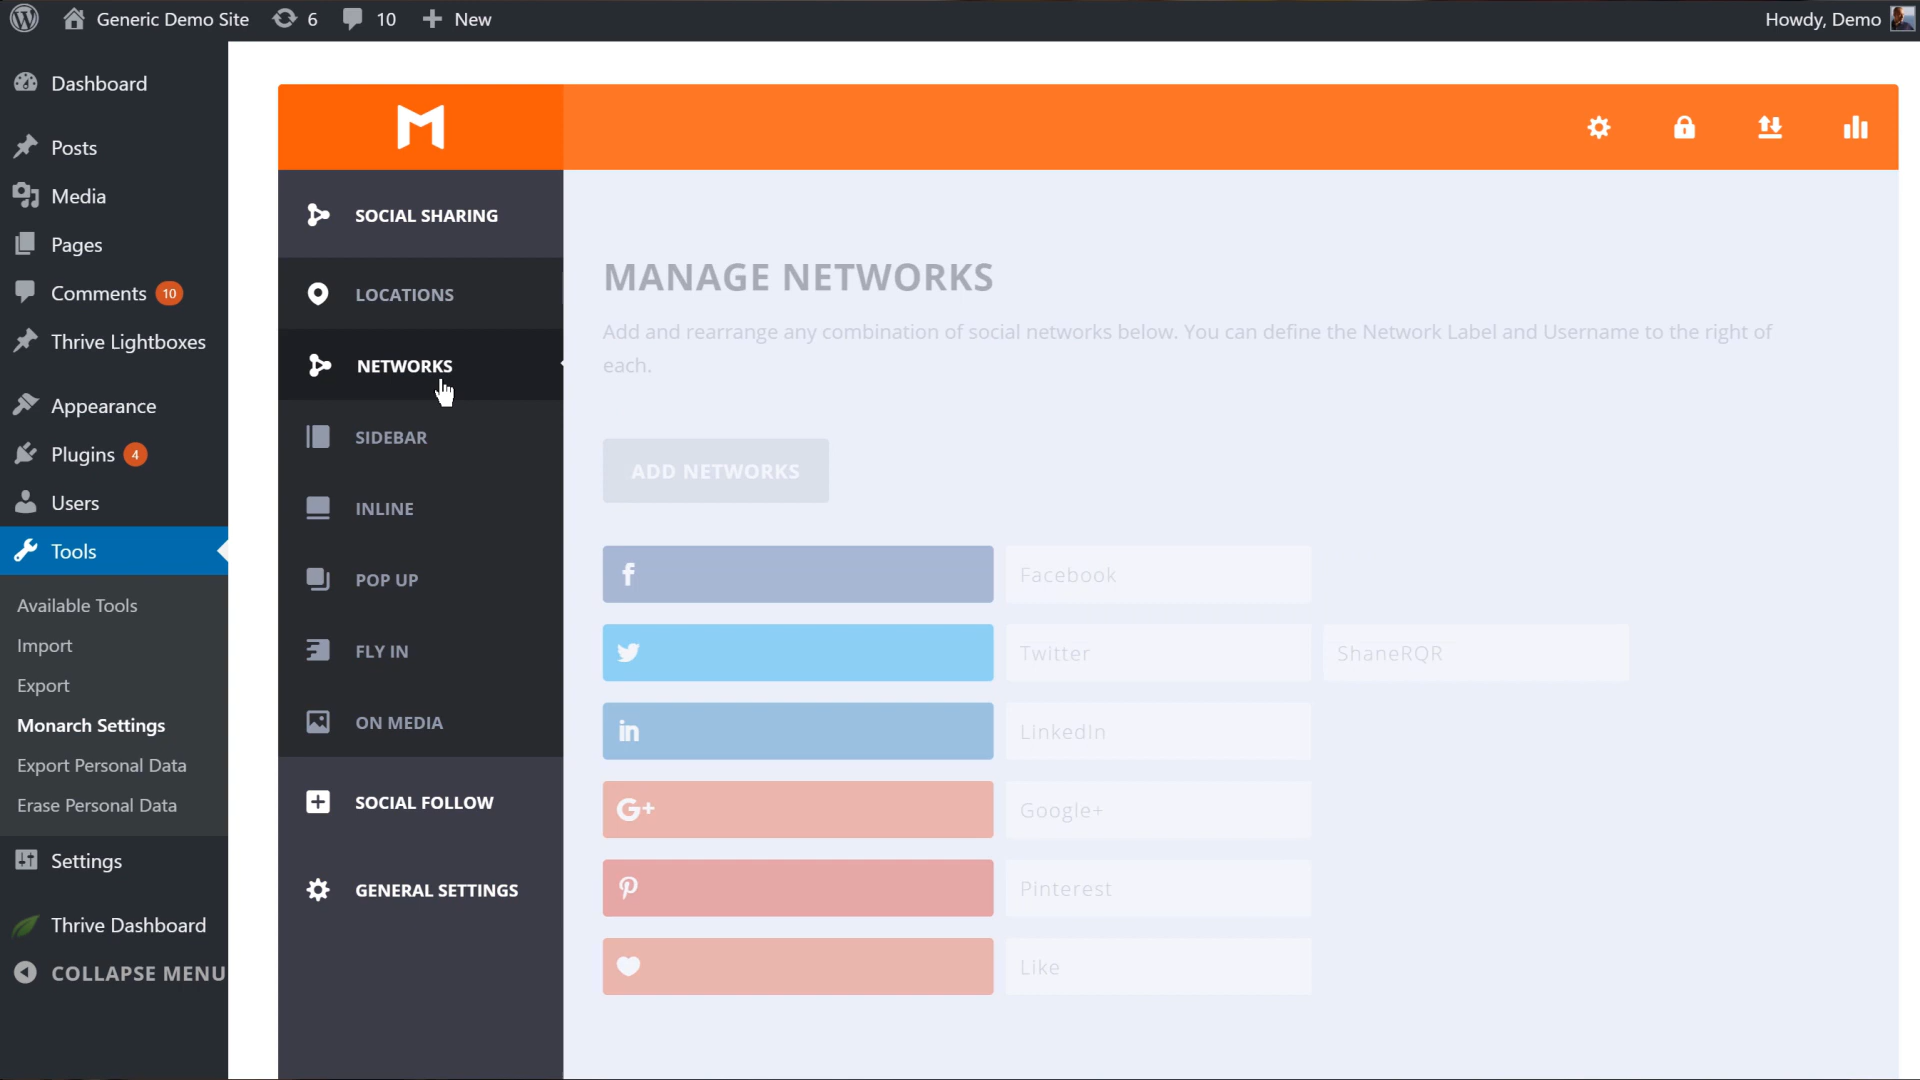 Generic Demo Site 6 10 New Howdy, Demo
Dashboard
Posts
Media
Pages
Comments 10
Thrive Lightboxes
Appearance
Plugins 4
Users
Tools
Available Tools
Import
Export
Monarch Settings
Export Personal Data
Erase Personal Data
Settings
Thrive Dashboard
COLLAPSE MENU
SOCIAL SHARING
LOCATIONS
NETWORKS
SIDEBAR
INLINE
POP UP
FLY IN
ON MEDIA
SOCIAL FOLLOW
GENERAL SETTINGS
MANAGE NETWORKS
Add and rearrange any combination of social networks below. You can define the Network Label and Username to the right of
each.
ADD NETWORKS
Facebook
Twitter ShaneRQR
LinkedIn
Google+
Pinterest
Like